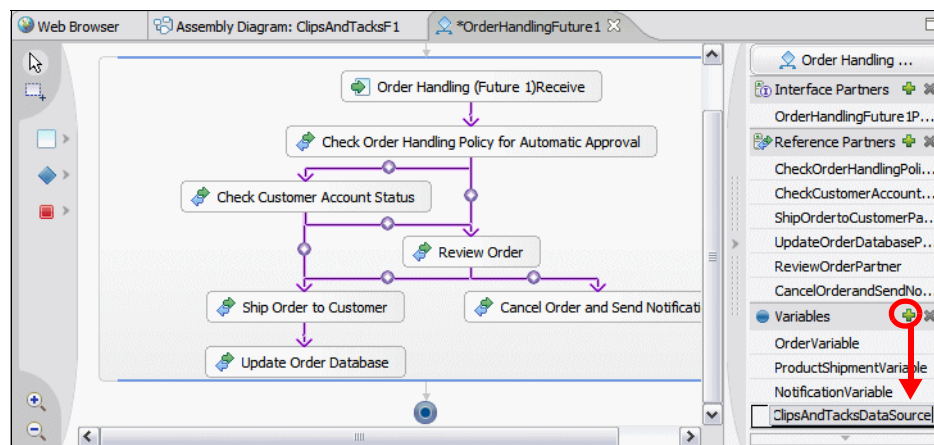 Web Browser
Assembly Diagram: ClipsAndTacksF1
*OrderHandlingFuture1
Order Handling (Future 1)Receive
Check Order Handling Policy for Automatic Approval
Check Customer Account Status
Review Order
Ship Order to Customer
Cancel Order and Send Notificati
Update Order Database
Order Handling ...
Interface Partners
OrderHandlingFuture1P...
Reference Partners
CheckOrderHandlingPoli...
CheckCustomerAccount...
ShipOrdertoCustomerPa...
UpdateOrderDatabaseP...
ReviewOrderPartner
CancelOrderandSendNo...
Variables
OrderVariable
ProductShipmentVariable
NotificationVariable
ClipsAndTacksDataSource